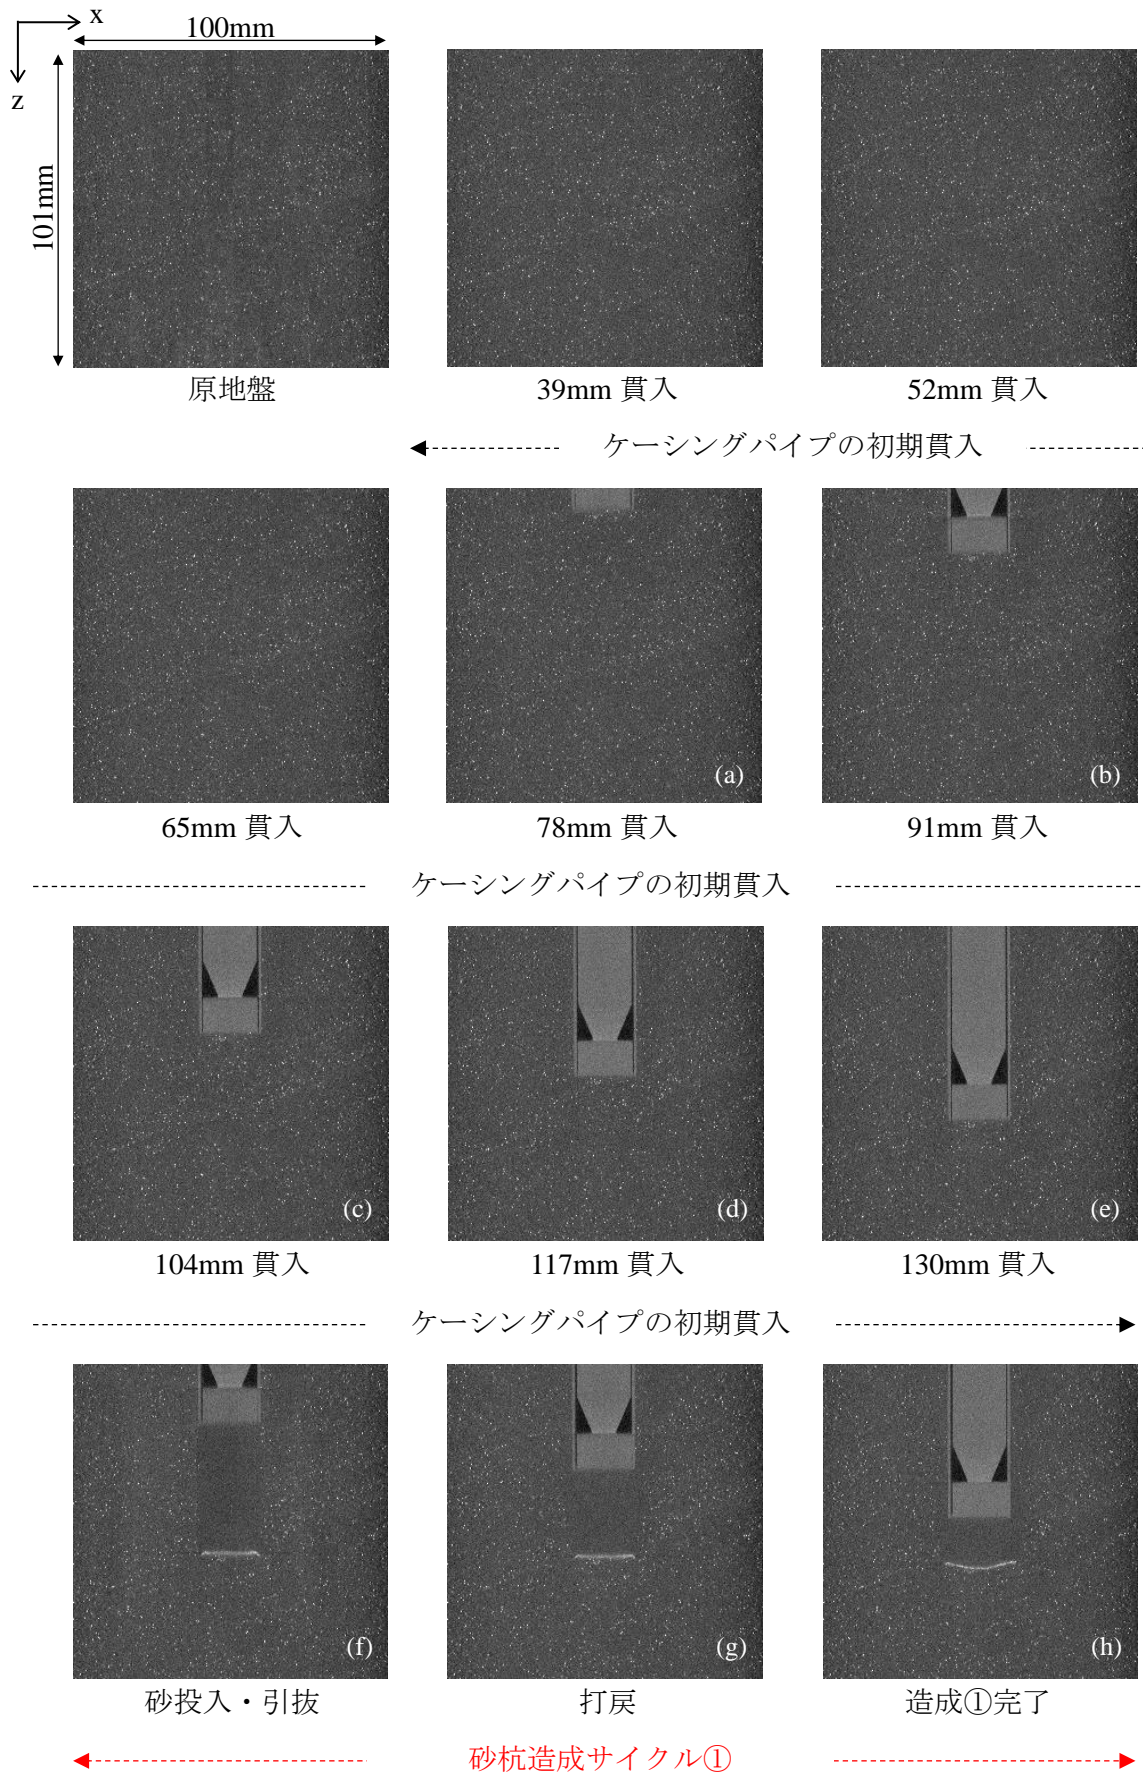 x
100mm
z
101mm
原地盤
39mm 貫入
52mm 貫入
ケーシングパイプの初期貫入
(a)
(b)
65mm 貫入
78mm 貫入
91mm 貫入
ケーシングパイプの初期貫入
(c)
(d)
(e)
104mm 貫入
117mm 貫入
130mm 貫入
ケーシングパイプの初期貫入
(f)
(g)
(h)
砂投入・引抜
打戻
造成①完了
砂杭造成サイクル①